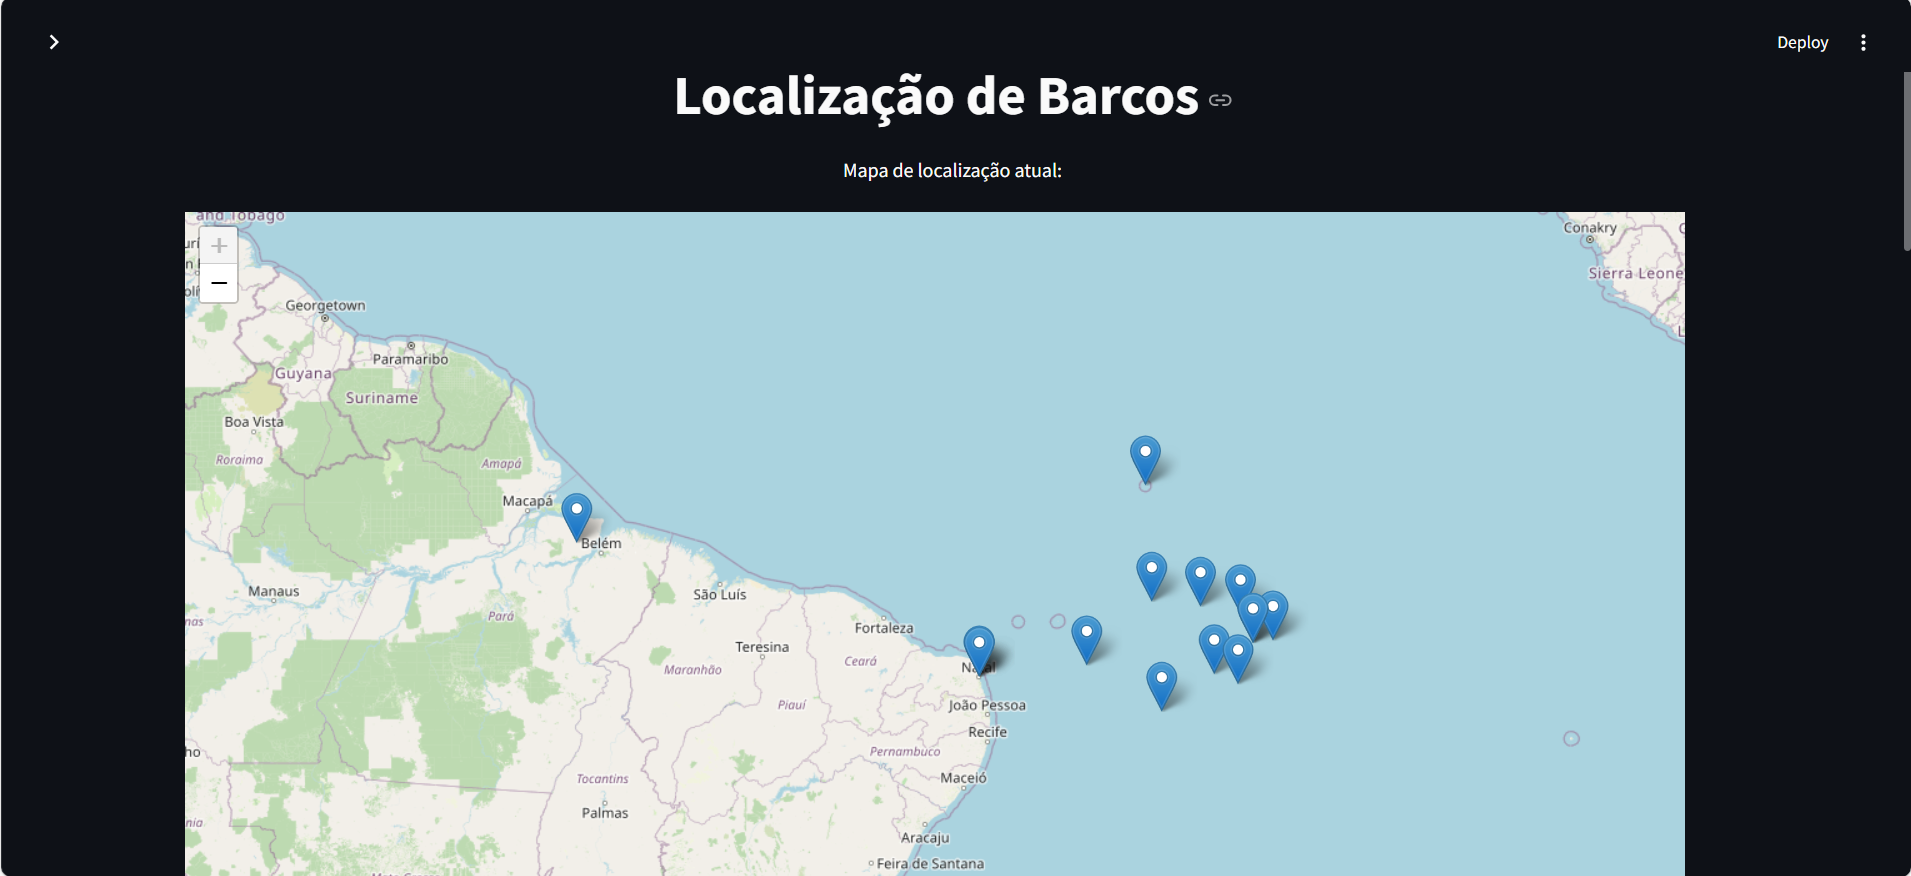 Deploy
Localização de Barcos
Mapa de localização atual:
and Tobago
+
−
Conakry
Sierra Leone
Georgetown
Paramaribo
Guyana
Suriname
Boa Vista
Roraima
Amapá
Macapá
Belém
Manaus
São Luís
Pará
Fortaleza
Teresina
Maranhão
Ceará
João Pessoa
Piauí
Recife
Pernambuco
Tocantins
Maceió
Palmas
Aracaju
Feira de Santana